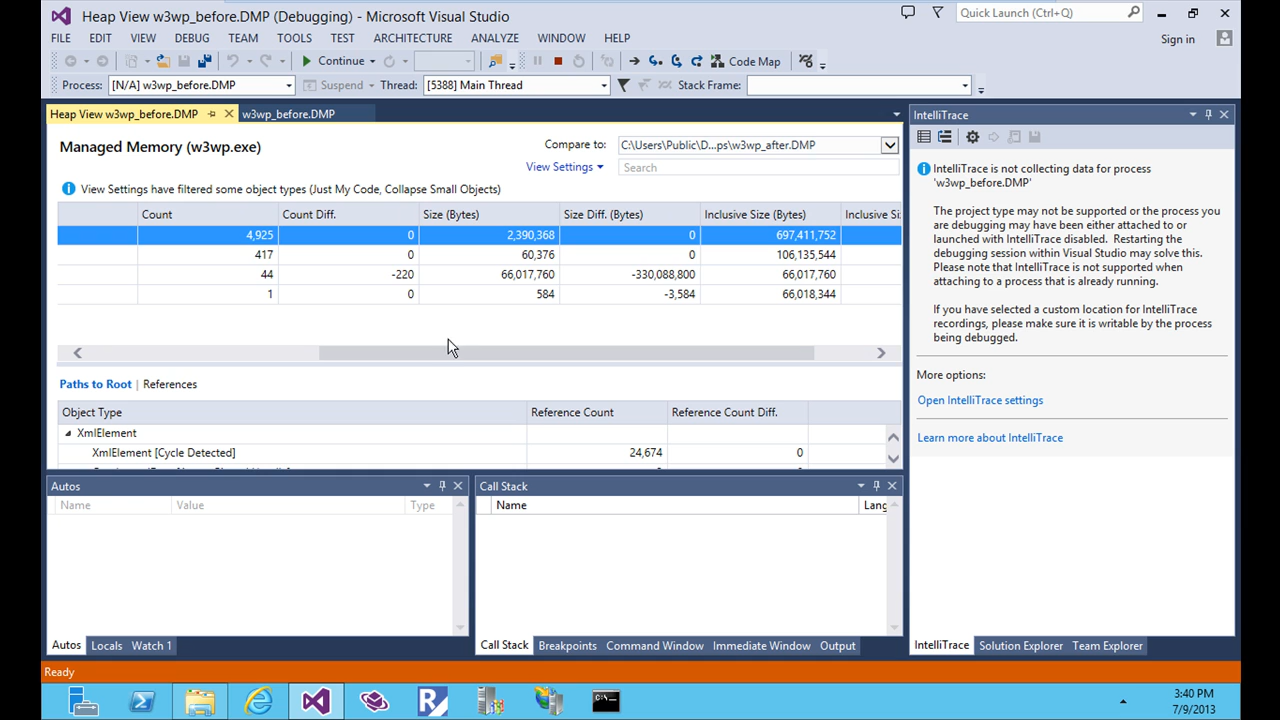 Heap View w3wp_before.DMP (Debugging) - Microsoft Visual Studio
Quick Launch (Ctrl+Q)
FILE EDIT VIEW DEBUG TEAM TOOLS TEST ARCHITECTURE ANALYZE WINDOW HELP
Sign in
Continue
Code Map
Process: [N/A] w3wp_before.DMP Suspend Thread: [5388] Main Thread Stack Frame:
Heap View w3wp_before.DMP w3wp_before.DMP
Managed Memory (w3wp.exe)
Compare to: C:\Users\Public\D...ps\w3wp_after.DMP
View Settings Search
View Settings have filtered some object types (Just My Code, Collapse Small Objects)
Count Count Diff. Size (Bytes) Size Diff. (Bytes) Inclusive Size (Bytes) Inclusive Si
4,925 0 2,390,368 0 697,411,752
417 0 60,376 0 106,135,544
44 -220 66,017,760 -330,088,800 66,017,760
1 0 584 -3,584 66,018,344
Paths to Root | References
Object Type Reference Count Reference Count Diff.
XmlElement
XmlElement [Cycle Detected] 24,674 0
Autos
Name Value Type
Autos Locals Watch 1
Call Stack
Name Lang
Call Stack Breakpoints Command Window Immediate Window Output
IntelliTrace
IntelliTrace is not collecting data for process
'w3wp_before.DMP'
The project type may not be supported or the process you
are debugging may have been either attached to or
launched with IntelliTrace disabled. Restarting the
debugging session within Visual Studio may solve this.
Please note that IntelliTrace is not supported when
attaching to a process that is already running.
If you have selected a custom location for IntelliTrace
recordings, please make sure it is writable by the process
being debugged.
More options:
Open IntelliTrace settings
Learn more about IntelliTrace
IntelliTrace Solution Explorer Team Explorer
Ready
3:40 PM
7/9/2013